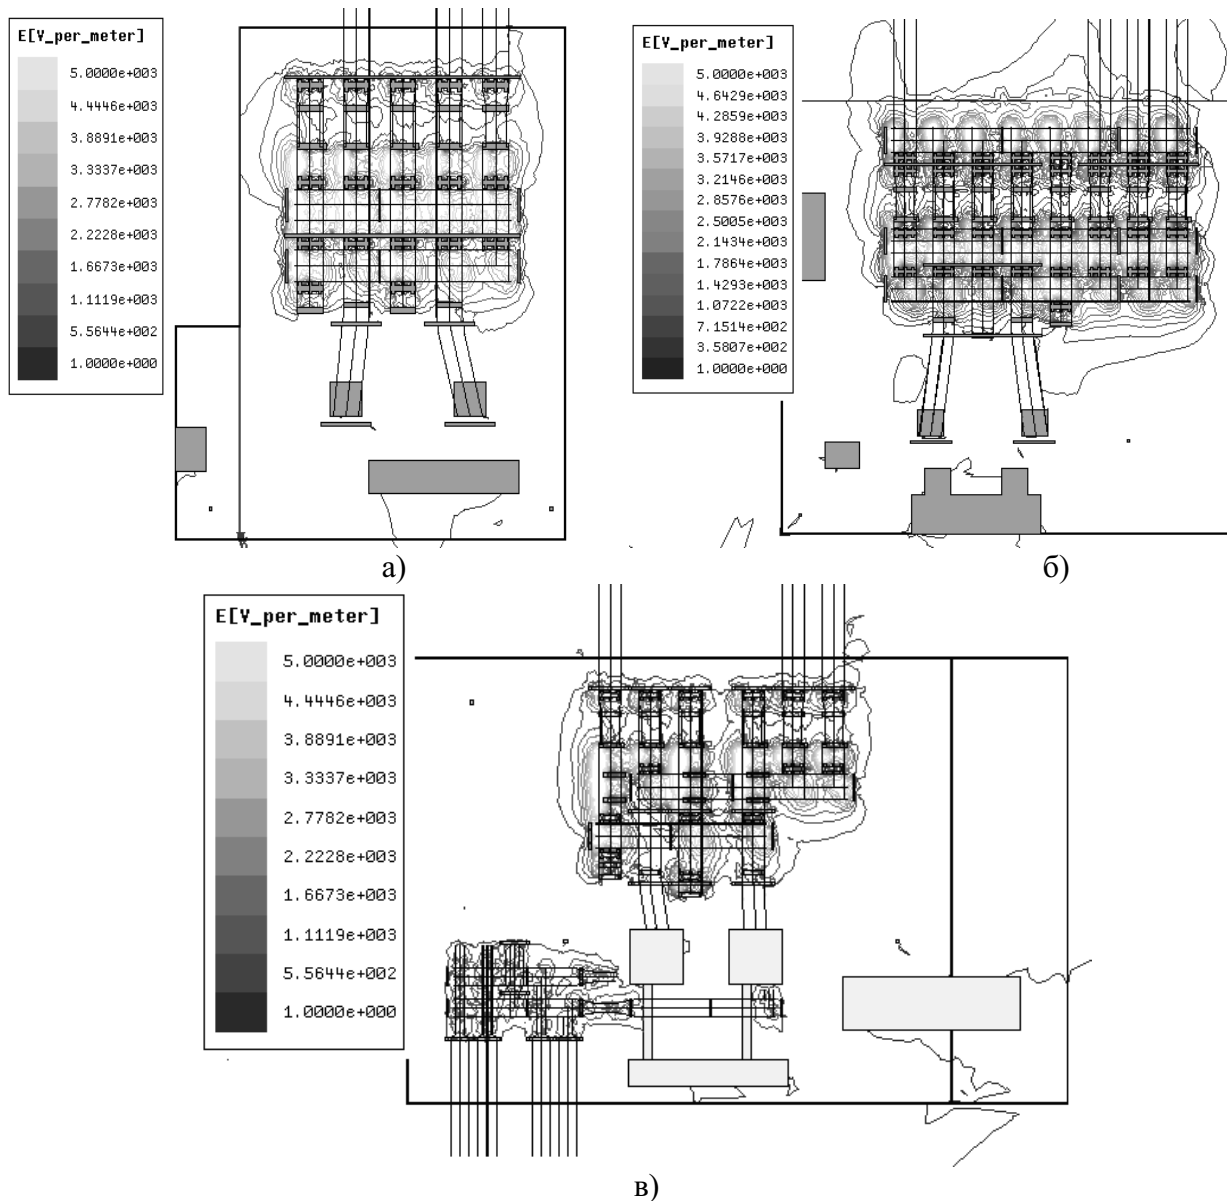 E[V_per_meter]
5.0000e+003
4.4446e+003
3.8891e+003
3.3337e+003
2.7782e+003
2.2228e+003
1.6673e+003
1.1119e+003
5.5644e+002
1.0000e+000
а)
E[V_per_meter]
5.0000e+003
4.6429e+003
4.2859e+003
3.9288e+003
3.5717e+003
3.2146e+003
2.8576e+003
2.5005e+003
2.1434e+003
1.7864e+003
1.4293e+003
1.0722e+003
7.1514e+002
3.5807e+002
1.0000e+000
б)
E[V_per_meter]
5.0000e+003
4.4446e+003
3.8891e+003
3.3337e+003
2.7782e+003
2.2228e+003
1.6673e+003
1.1119e+003
5.5644e+002
1.0000e+000
в)